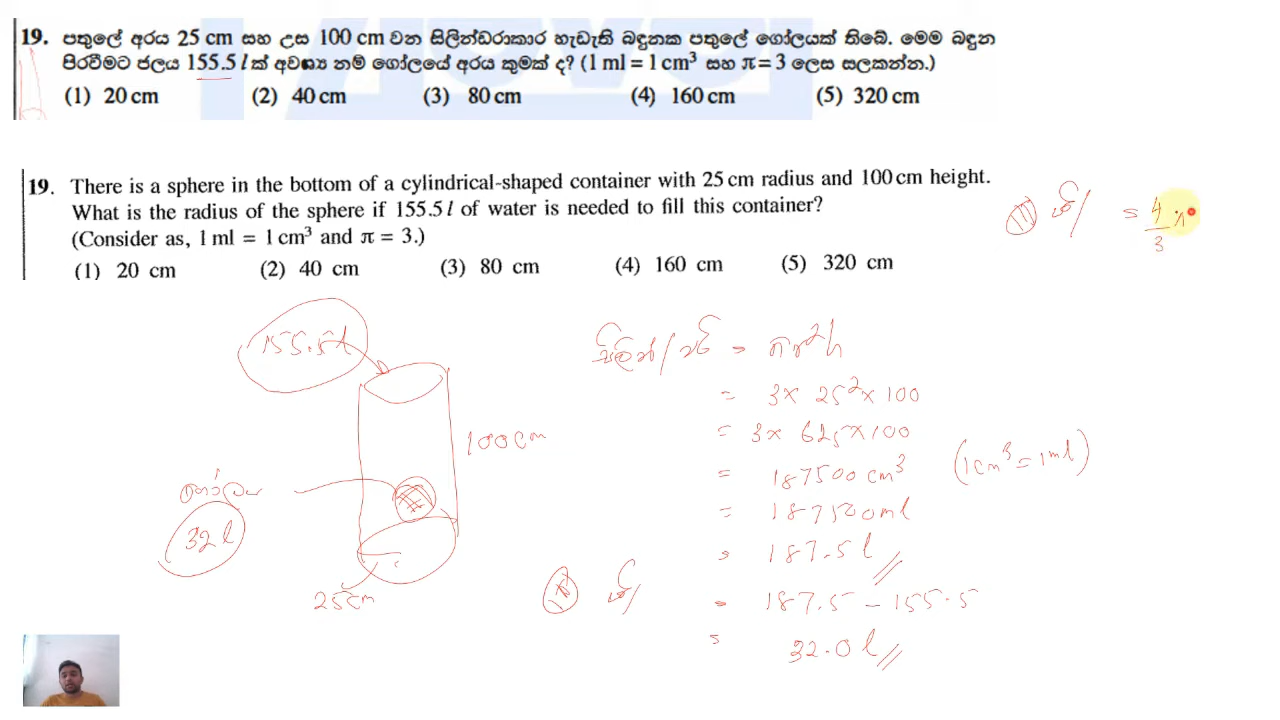 19. පතුලේ අරය 25 cm සහ උස 100 cm වන සිලින්ඩරාකාර හැඩැති බඳුනක පතුලේ ගෝලයක් තිබේ. මෙම බඳුන
පිරවීමට ජලය 155.5 l ක් අවශ්‍ය නම් ගෝලයේ අරය කුමක් ද? (1 ml = 1 cm³ සහ π = 3 ලෙස සලකන්න.)
(1) 20 cm (2) 40 cm (3) 80 cm (4) 160 cm (5) 320 cm
19. There is a sphere in the bottom of a cylindrical-shaped container with 25 cm radius and 100 cm height.
What is the radius of the sphere if 155.5 l of water is needed to fill this container?
(Consider as, 1 ml = 1 cm³ and π = 3.)
(1) 20 cm (2) 40 cm (3) 80 cm (4) 160 cm (5) 320 cm
= 4/3 π
155.5 l
100 cm
ගෝලය
32 l
25 cm
= πr²h
= 3 × 25² × 100
= 3 × 625 × 100
= 187500 cm³ (1 cm³ = 1 ml)
= 187500 ml
= 187.5 l
= 187.5 – 155.5
= 32.0 l